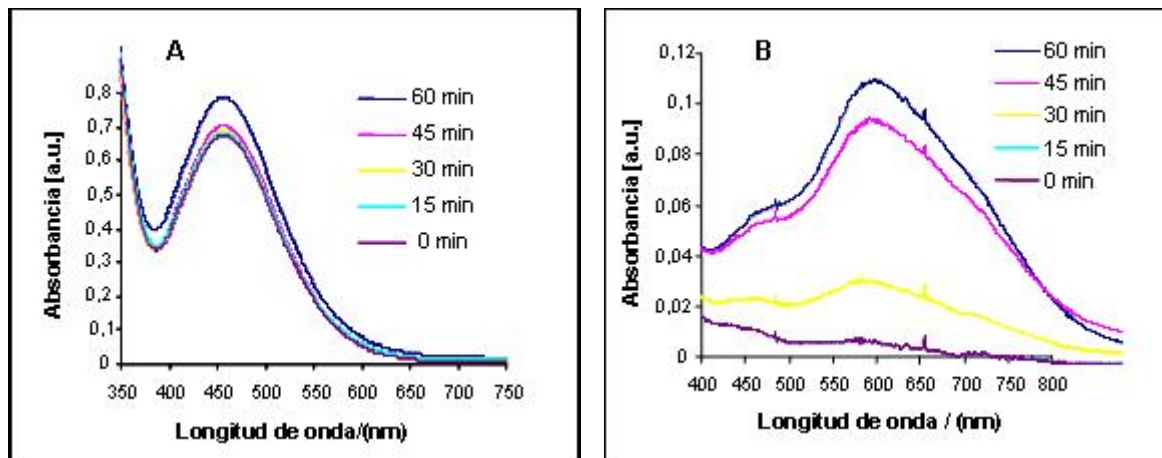 A
Absorbancia [a.u.]
0,8
0,7
0,6
0,5
0,4
0,3
0,2
0,1
0
60 min
45 min
30 min
15 min
0 min
350 400 450 500 550 600 650 700 750
Longitud de onda/(nm)
B
Absorbancia [a.u.]
0,12
0,1
0,08
0,06
0,04
0,02
0
60 min
45 min
30 min
15 min
0 min
400 450 500 550 600 650 700 750 800
Longitud de onda / (nm)